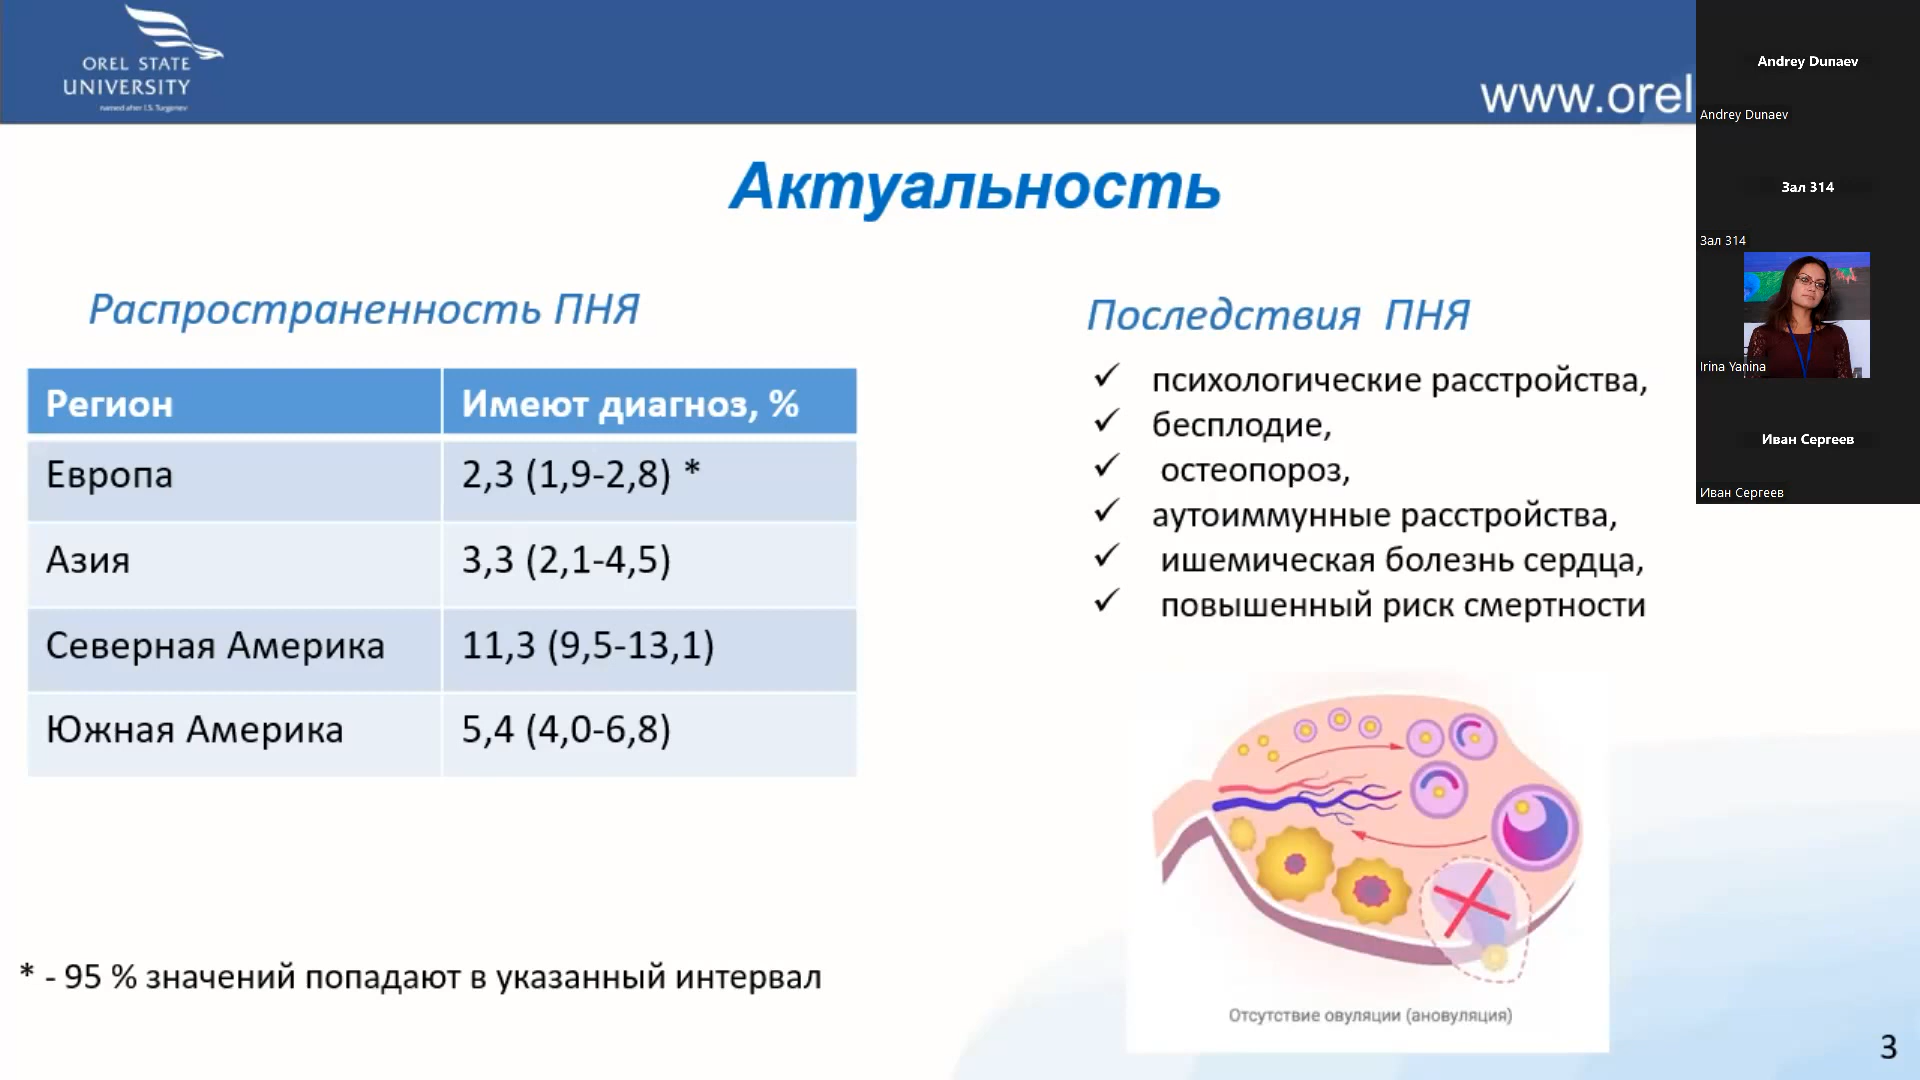 OREL STATE
UNIVERSITY
named after I.S. Turgenev
www.orel
Актуальность
Распространенность ПНЯ
Регион Имеют диагноз, %
Европа 2,3 (1,9-2,8) *
Азия 3,3 (2,1-4,5)
Северная Америка 11,3 (9,5-13,1)
Южная Америка 5,4 (4,0-6,8)
* - 95 % значений попадают в указанный интервал
Последствия ПНЯ
✓ психологические расстройства,
✓ бесплодие,
✓ остеопороз,
✓ аутоиммунные расстройства,
✓ ишемическая болезнь сердца,
✓ повышенный риск смертности
Отсутствие овуляции (ановуляция)
3
Andrey Dunaev
Andrey Dunaev
Зал 314
Зал 314
Irina Yanina
Иван Сергеев
Иван Сергеев